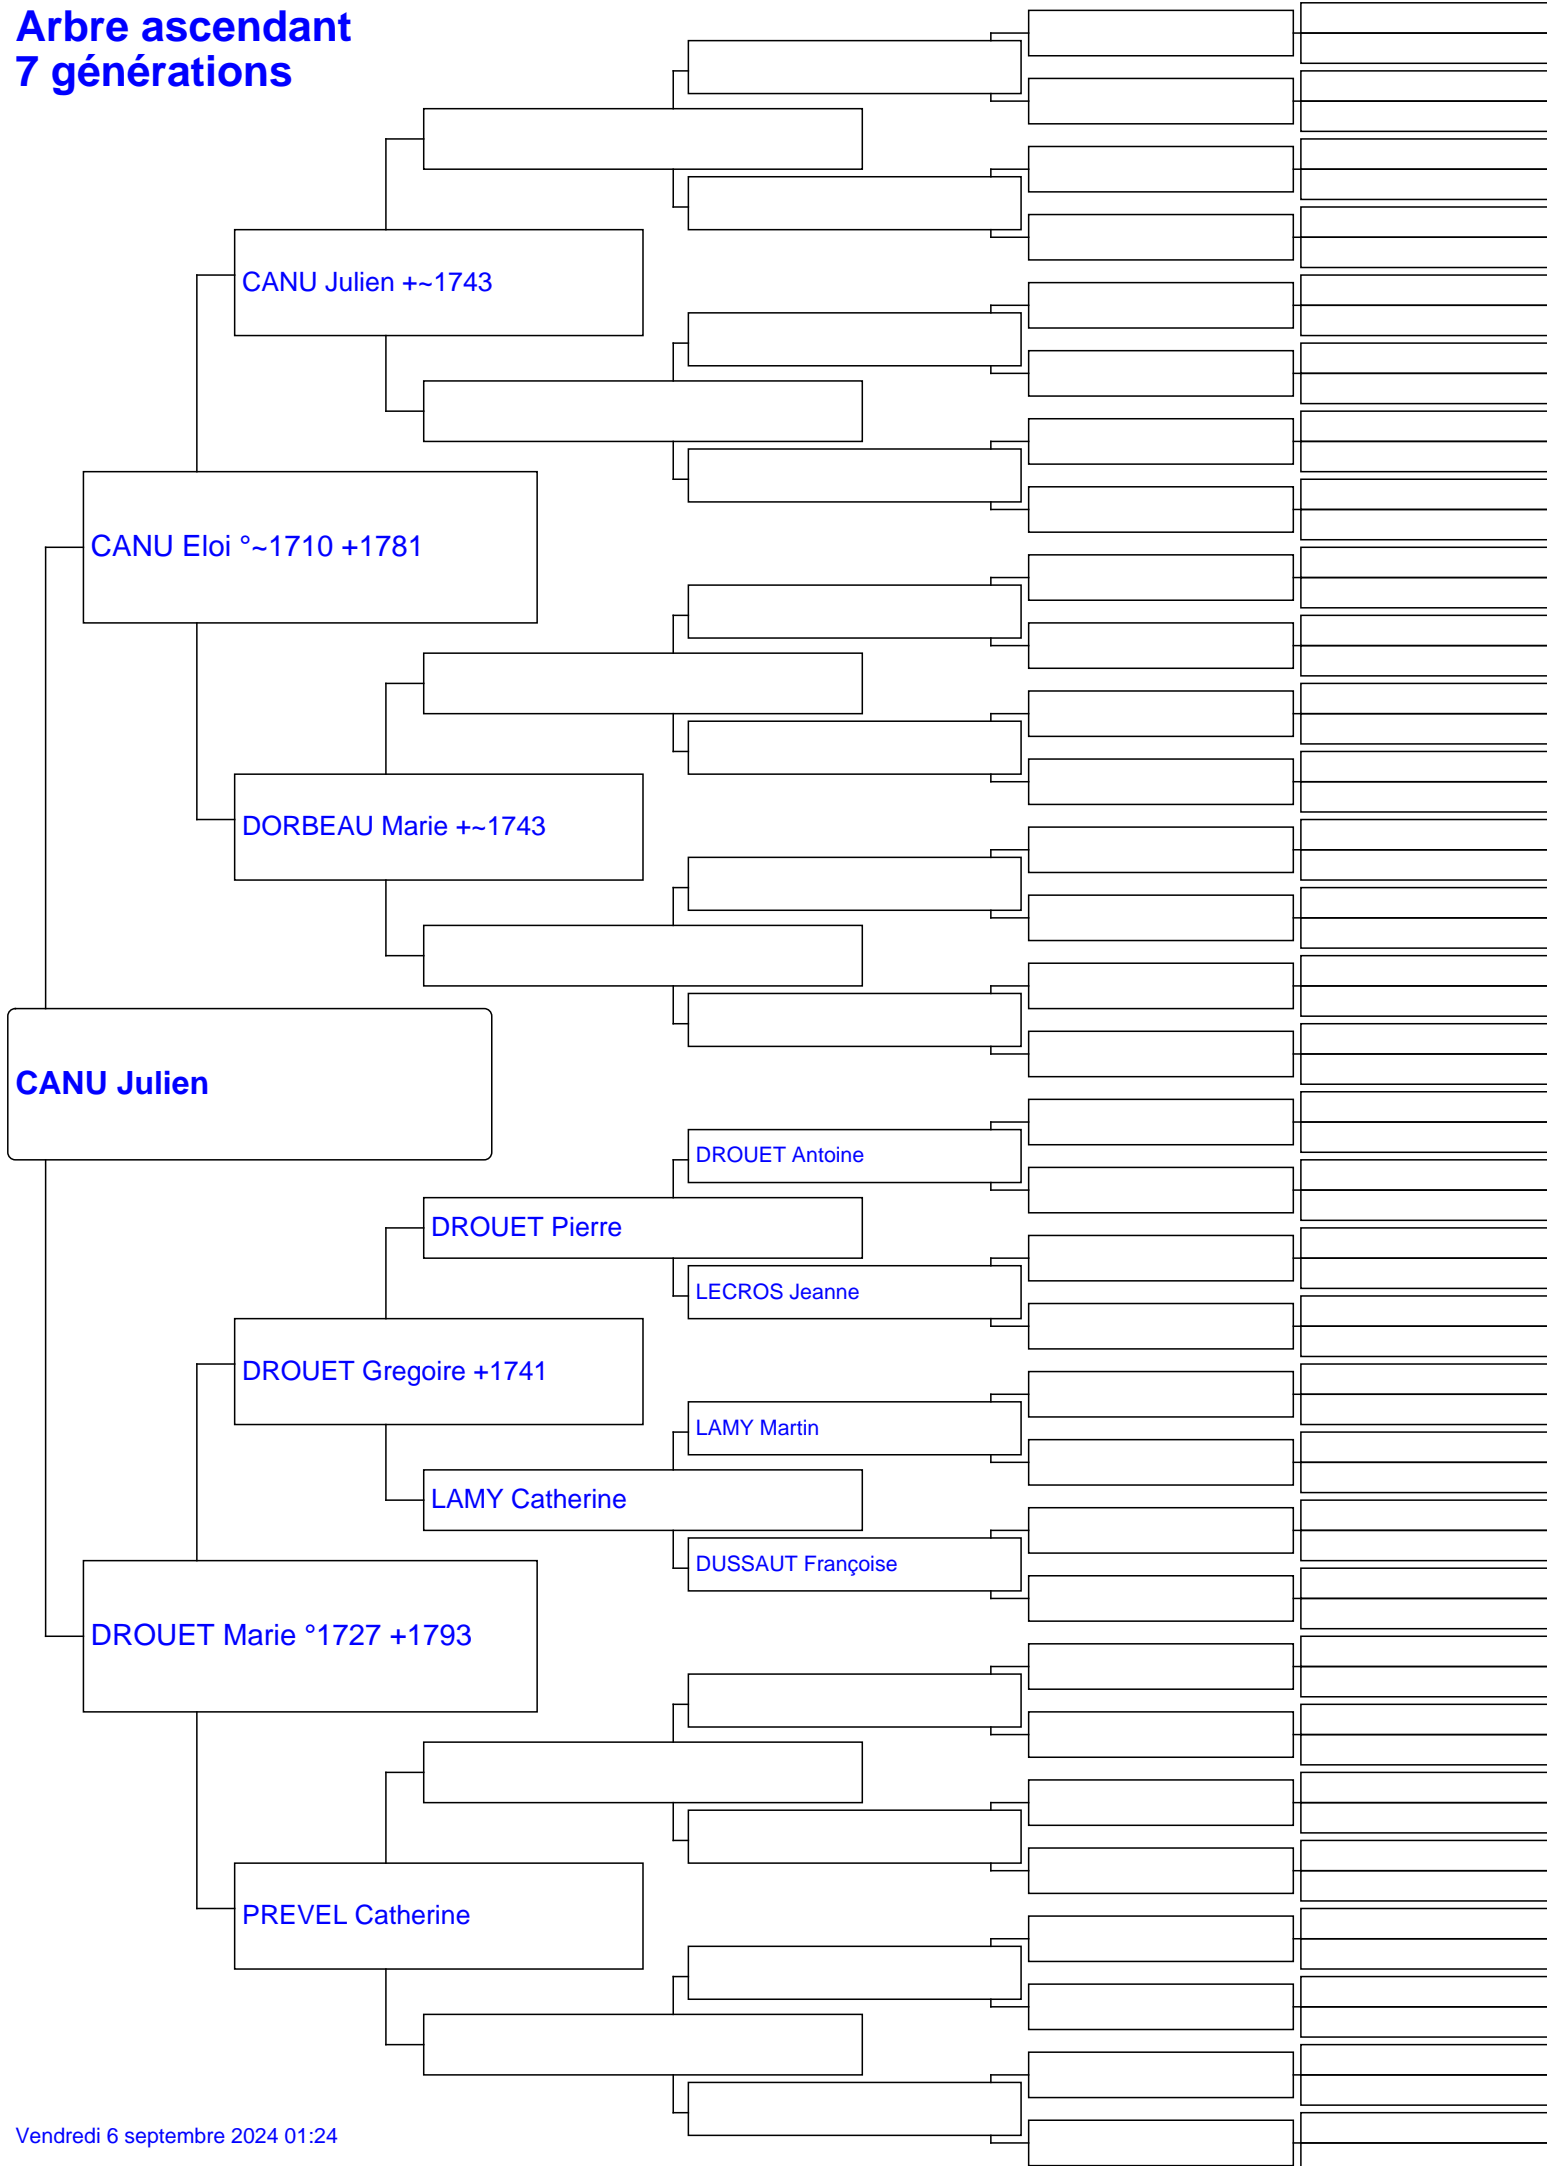 Arbre ascendant
7 générations
CANU Julien +~1743
CANU Eloi °~1710 +1781
DORBEAU Marie +~1743
CANU Julien
DROUET Antoine
DROUET Pierre
LECROS Jeanne
DROUET Gregoire +1741
LAMY Martin
LAMY Catherine
DUSSAUT Françoise
DROUET Marie °1727 +1793
PREVEL Catherine
Vendredi 6 septembre 2024 01:24